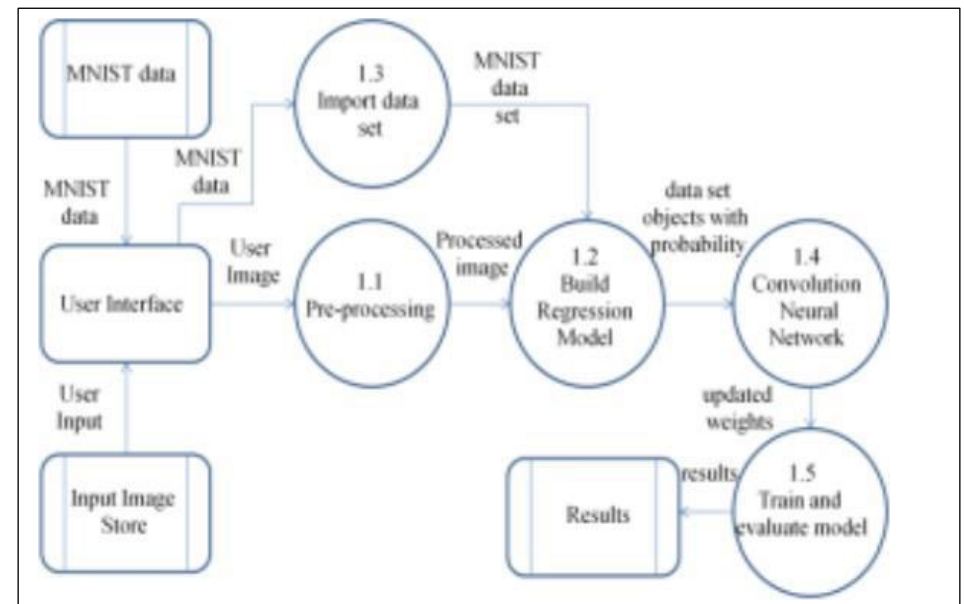 MNIST data
1.3
Import data
set
MNIST
data
set
MNIST
data
MNIST
data
data set
objects with
probability
User
Image
Processed
image
User Interface
1.1
Pre-processing
1.2
Build
Regression
Model
1.4
Convolution
Neural
Network
User
Input
updated
weights
Input Image
Store
Results
results
1.5
Train and
evaluate model